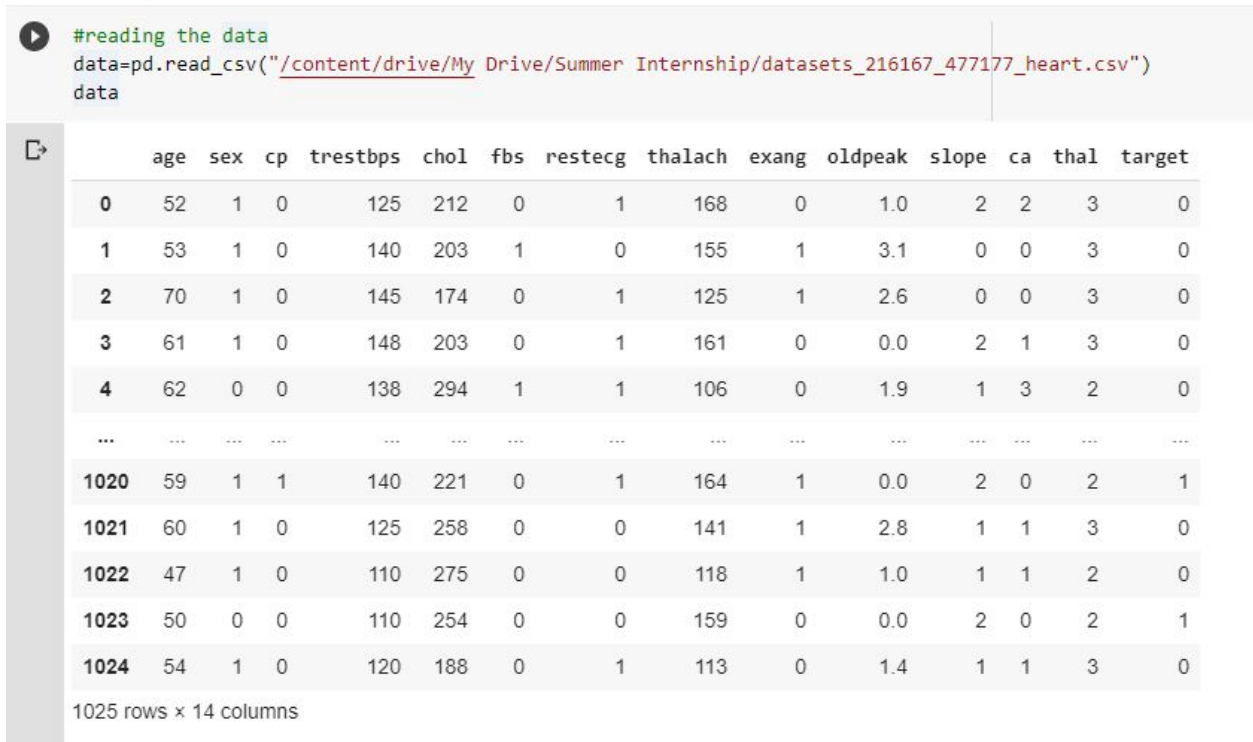 #reading the data
data=pd.read_csv("/content/drive/My Drive/Summer Internship/datasets_216167_477177_heart.csv")
data
age sex cp trestbps chol fbs restecg thalach exang oldpeak slope ca thal target
0 52 1 0 125 212 0 1 168 0 1.0 2 2 3 0
1 53 1 0 140 203 1 0 155 1 3.1 0 0 3 0
2 70 1 0 145 174 0 1 125 1 2.6 0 0 3 0
3 61 1 0 148 203 0 1 161 0 0.0 2 1 3 0
4 62 0 0 138 294 1 1 106 0 1.9 1 3 2 0
... ... ... ... ... ... ... ... ... ... ... ... ... ... ...
1020 59 1 1 140 221 0 1 164 1 0.0 2 0 2 1
1021 60 1 0 125 258 0 0 141 1 2.8 1 1 3 0
1022 47 1 0 110 275 0 0 118 1 1.0 1 1 2 0
1023 50 0 0 110 254 0 0 159 0 0.0 2 0 2 1
1024 54 1 0 120 188 0 1 113 0 1.4 1 1 3 0
1025 rows × 14 columns